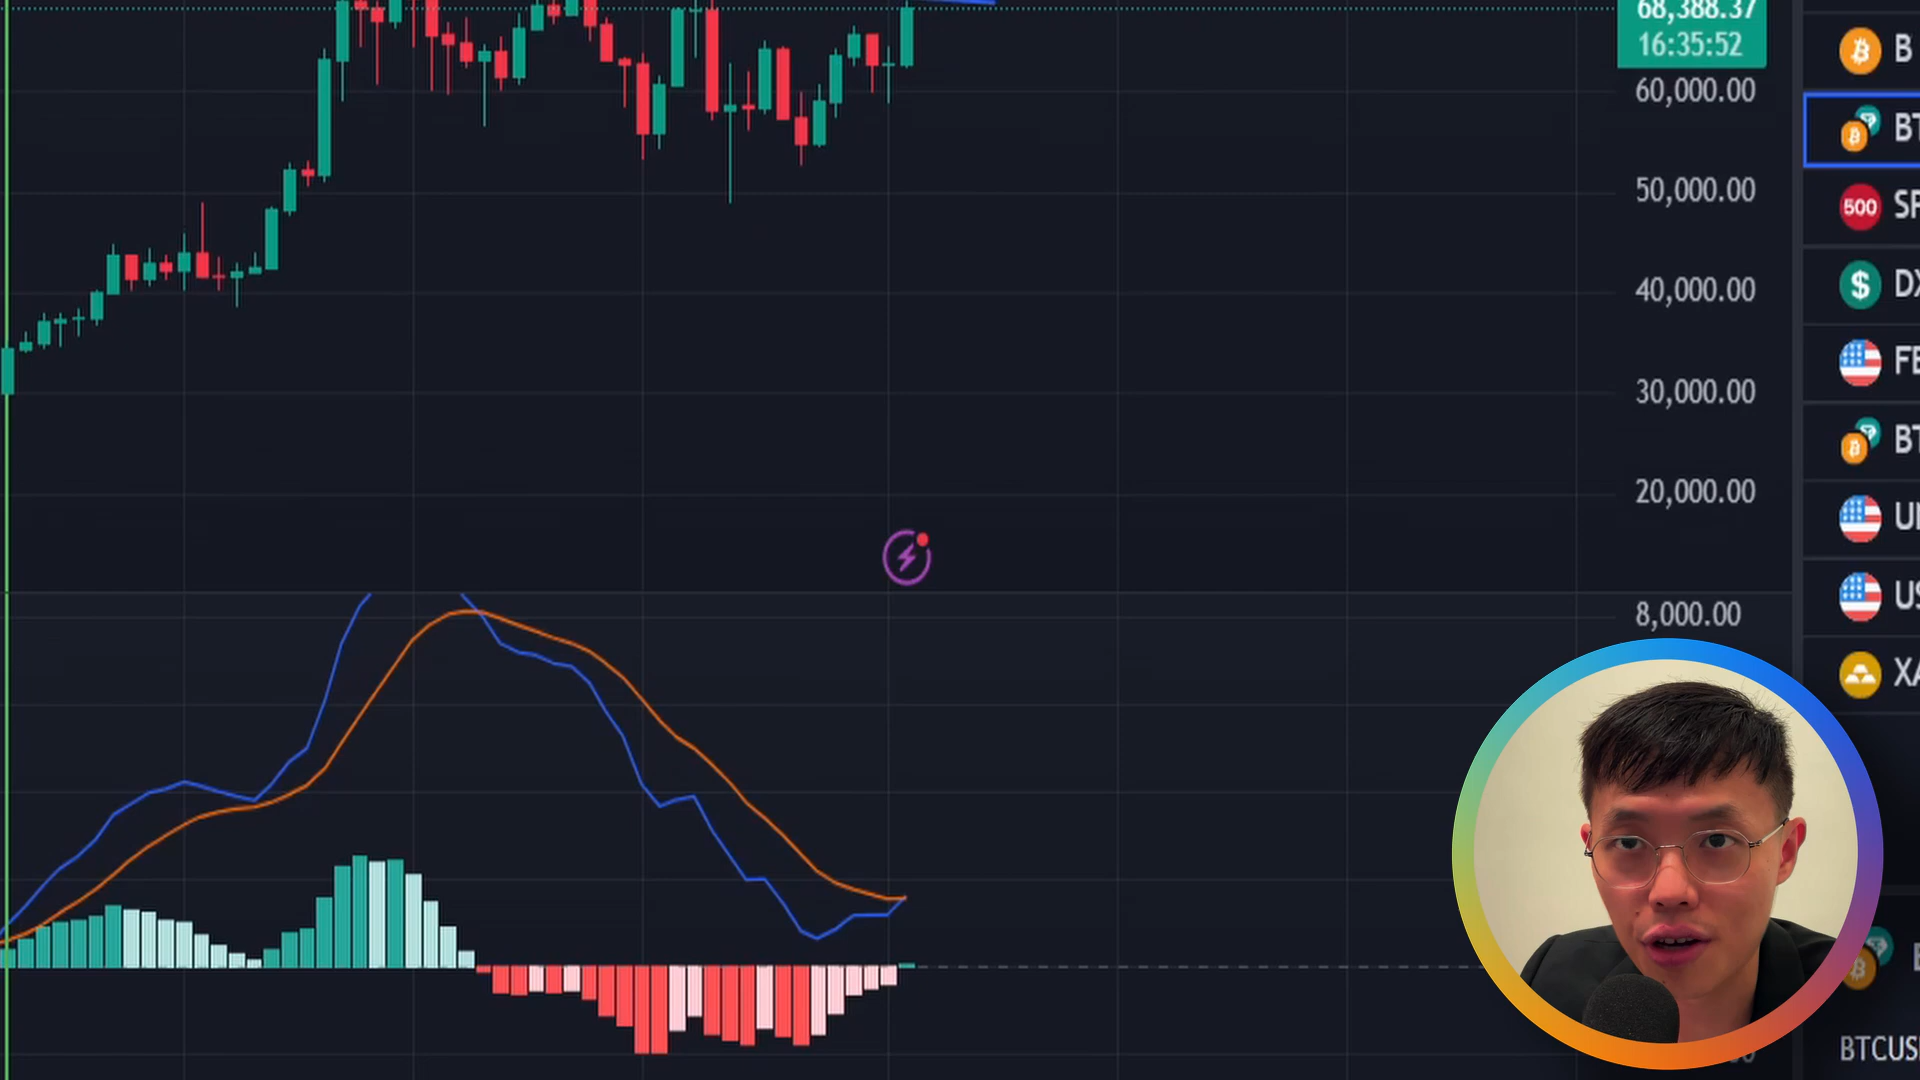 68,388.37
16:35:52
60,000.00
50,000.00
40,000.00
30,000.00
20,000.00
8,000.00
B
BT
500
SP
$
DX
FE
BT
UN
US
XA
BTCUS